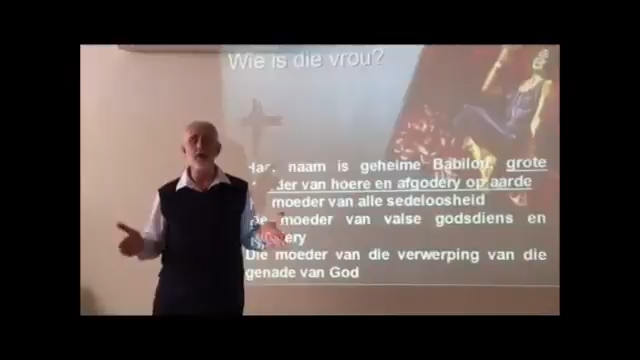 Wie is die vrou?
naam is geheime Babilon, grote
der van hoere en afgodery op aarde
moeder van alle sedeloosheid
moeder van valse godsdiens en
ery
Die moeder van die verwerping van die
genade van God